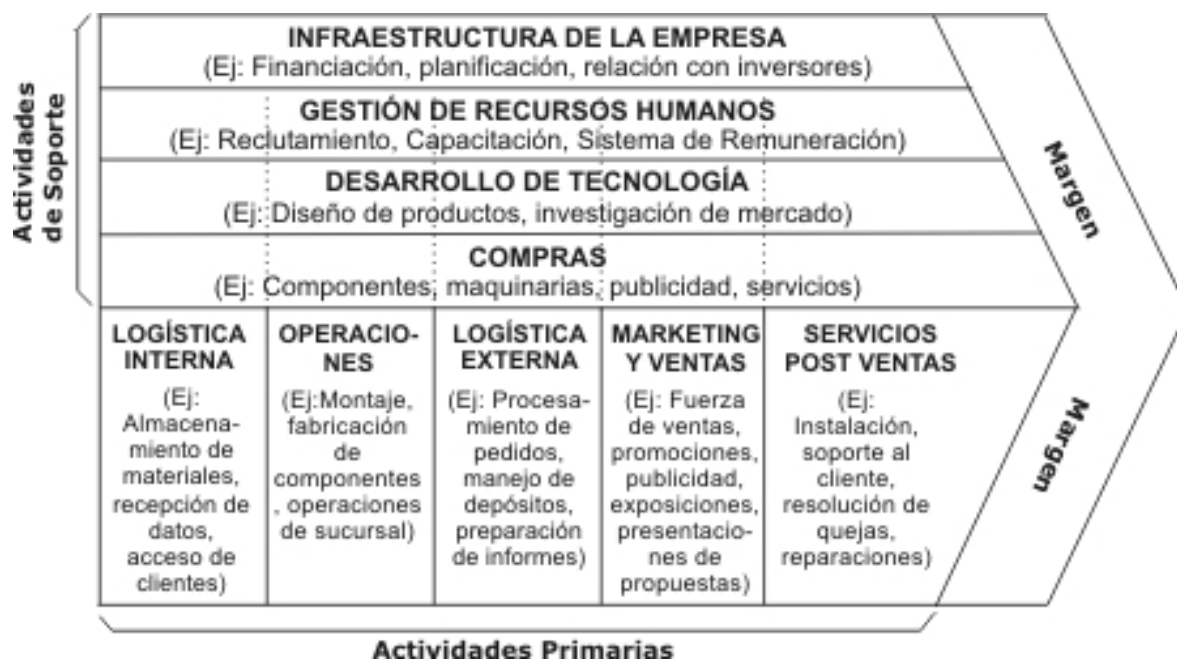 Actividades
de Soporte
INFRAESTRUCTURA DE LA EMPRESA
(Ej: Financiación, planificación, relación con inversores)
GESTIÓN DE RECURSOS HUMANOS
(Ej: Reclutamiento, Capacitación, Sistema de Remuneración)
DESARROLLO DE TECNOLOGÍA
(Ej: Diseño de productos, investigación de mercado)
COMPRAS
(Ej: Componentes, maquinarias, publicidad, servicios)
LOGÍSTICA
INTERNA
(Ej:
Almacena-
miento de
materiales,
recepción de
datos,
acceso de
clientes)
OPERACIO-
NES
(Ej:Montaje,
fabricación
de
componentes
, operaciones
de sucursal)
LOGÍSTICA
EXTERNA
(Ej: Procesa-
miento de
pedidos,
manejo de
depósitos,
preparación
de informes)
MARKETING
Y VENTAS
(Ej: Fuerza
de ventas,
promociones,
publicidad,
exposiciones,
presentacio-
nes de
propuestas)
SERVICIOS
POST VENTAS
(Ej:
Instalación,
soporte al
cliente,
resolución de
quejas,
reparaciones)
Margen
Margen
Actividades Primarias